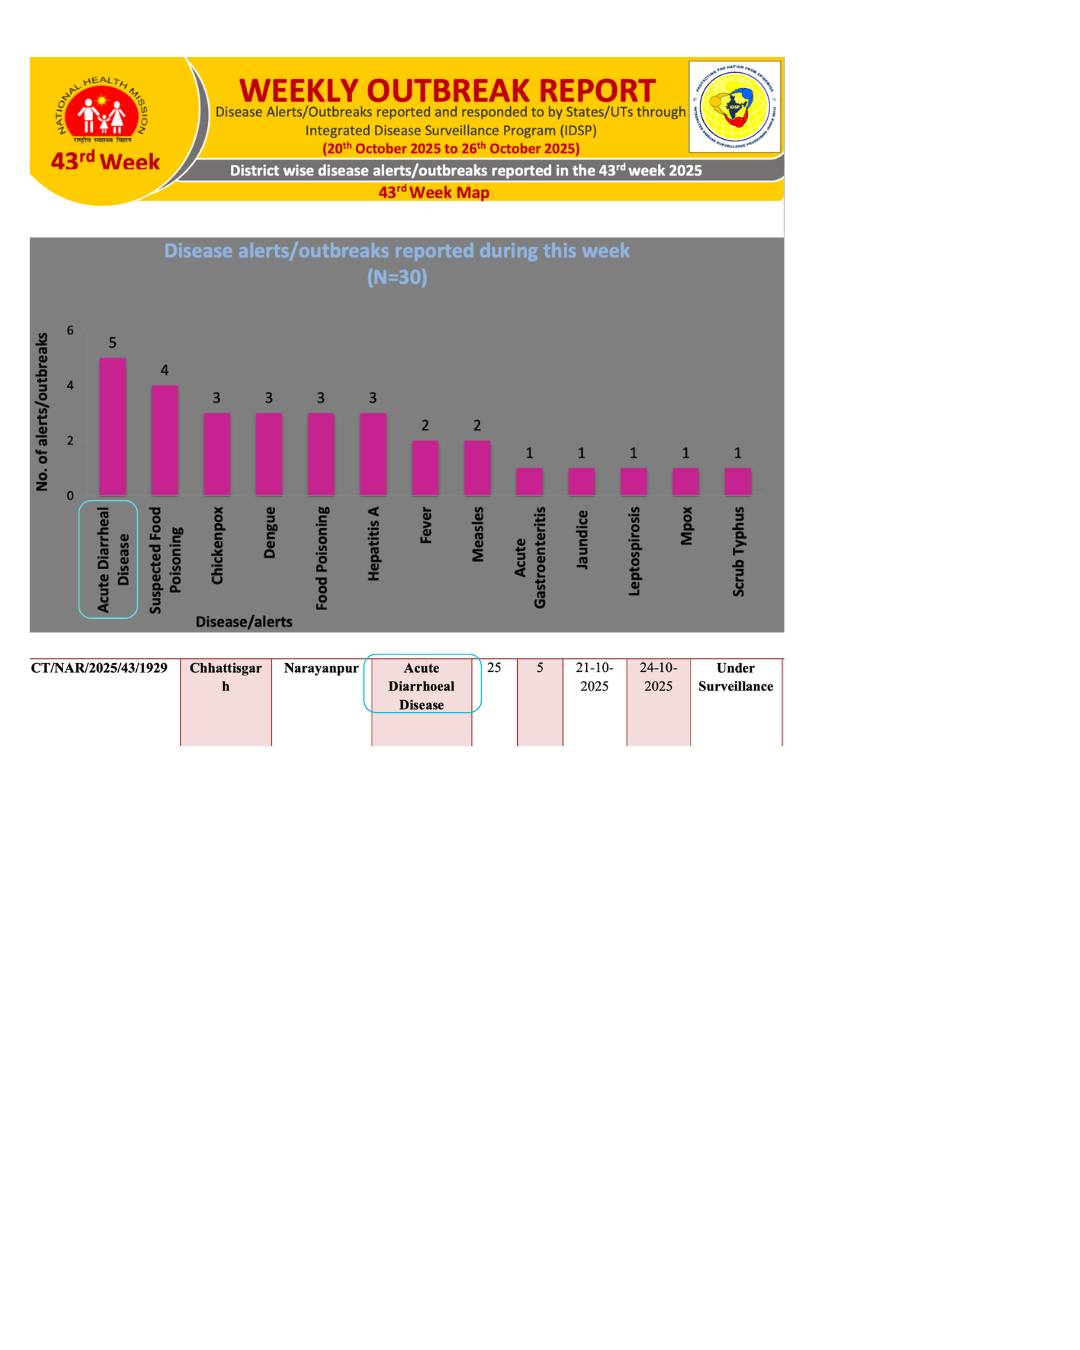 NATIONAL HEALTH MISSION
राष्ट्रीय स्वास्थ्य मिशन
43rd Week
WEEKLY OUTBREAK REPORT
Disease Alerts/Outbreaks reported and responded to by States/UTs through
Integrated Disease Surveillance Program (IDSP)
(20th October 2025 to 26th October 2025)
IDSP
District wise disease alerts/outbreaks reported in the 43rd week 2025
43rd Week Map
Disease alerts/outbreaks reported during this week
(N=30)
No. of alerts/outbreaks
6
4
2
0
5
4
3
3
3
3
2
2
1
1
1
1
1
Acute Diarrheal
Disease
Suspected Food
Poisoning
Chickenpox
Dengue
Food Poisoning
Hepatitis A
Fever
Measles
Acute
Gastroenteritis
Jaundice
Leptospirosis
Mpox
Scrub Typhus
Disease/alerts
CT/NAR/2025/43/1929 Chhattisgar Narayanpur Acute 25 5 21-10- 24-10- Under
h Diarrhoeal 2025 2025 Surveillance
Disease